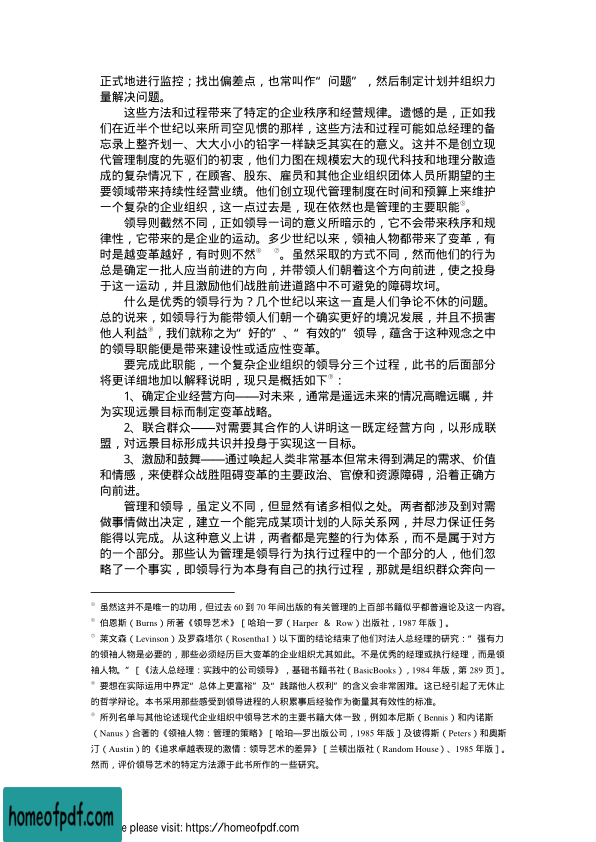 正式地进行监控；找出偏差点，也常叫作“问题”，然后制定计划并组织力
量解决问题。
这些方法和过程带来了特定的企业秩序和经营规律。遗憾的是，正如我
们在近半个世纪以来所司空见惯的那样，这些方法和过程可能如总经理的备
忘录上整齐划一、大大小小的铅字一样缺乏其实在的意义。这并不是创立现
代管理制度的先驱们的初衷，他们力图在规模宏大的现代科技和地理分散造
成的复杂情况下，在顾客、股东、雇员和其他企业组织团体人员所期望的主
要领域带来持续性经营业绩。他们创立现代管理制度在时间和预算上来维护
一个复杂的企业组织，这一点过去是，现在依然也是管理的主要职能。
领导则截然不同，正如领导一词的意义所暗示的，它不会带来秩序和规
律性，它带来的是企业的运动。多少世纪以来，领袖人物都带来了变革，有
时是越变革越好，有时则不然。虽然采取的方式不同，然而他们的行为
总是确定一批人应当前进的方向，并带领人们朝着这个方向前进，使之投身
于这一运动，并且激励他们战胜前进道路中不可避免的障碍坎坷。
什么是优秀的领导行为？几个世纪以来这一直是人们争论不休的问题。
总的说来，如领导行为能带领人们朝一个确实更好的境况发展，并且不损害
他人利益，我们就称之为“好的”、“有效的”领导，蕴含于这种观念之中
的领导职能便是带来建设性或适应性变革。
要完成此职能，一个复杂企业组织的领导分三个过程，此书的后面部分
将更详细地加以解释说明，现只是概括如下：
1、确定企业经营方向——对未来，通常是遥远未来的情况高瞻远瞩，并
为实现远景目标而制定变革战略。
2、联合群众——对需要其合作的人讲明这一既定经营方向，以形成联
盟，对远景目标形成共识并投身于实现这一目标。
3、激励和鼓舞——通过唤起人类非常基本但常未得到满足的需求、价值
和情感，来使群众战胜阻碍变革的主要政治、官僚和资源障碍，沿着正确方
向前进。
管理和领导，虽定义不同，但显然有诸多相似之处。两者都涉及到对需
做事情做出决定，建立一个能完成某项计划的人际关系网，并尽力保证任务
能得以完成。从这种意义上讲，两者都是完整的行为体系，而不是属于对方
的一个部分。那些认为管理是领导行为执行过程中的一个部分的人，他们忽
略了一个事实，即领导行为本身有自己的执行过程，那就是组织群众奔向一
虽然这并不是唯一的功用，但过去 60 到 70 年间出版的有关管理的上百部书籍似乎都普遍论及这一内容。
伯恩斯（Burns）所著《领导艺术》［哈珀一罗（Harper ＆ Row）出版社，1987 年版］。
莱文森（Levinson）及罗森塔尔（Rosentha1）以下面的结论结束了他们对法人总经理的研究：“强有力
的领袖人物是必要的，那些必须经历巨大变革的企业组织尤其如此。不是优秀的经理或执行经理，而是领
袖人物。”［《法人总经理：实践中的公司领导》，基础书籍书社（BasicBooks），1984 年版，第 289 页］。
要想在实际运用中界定“总体上更富裕”及“践踏他人权利”的含义会非常困难。这已经引起了无休止
的哲学辩论。本书采用那些感受到领导进程的人积累事后经验作为衡量其有效性的标准。
所列名单与其他论述现代企业组织中领导艺术的主要书籍大体一致，例如本尼斯（Bennis）和内诺斯
（Nanus）合著的《领袖人物：管理的策略》［哈珀—罗出版公司，1985 年版］及彼得斯（Peters）和奥斯
汀（Austin）的《追求卓越表现的激情：领导艺术的差异》［兰顿出版社（Random House）、1985 年版］。
然而，评价领导艺术的特定方法源于此书所作的一些研究。
homeofpdf.com
e please visit: https://homeofpdf.com